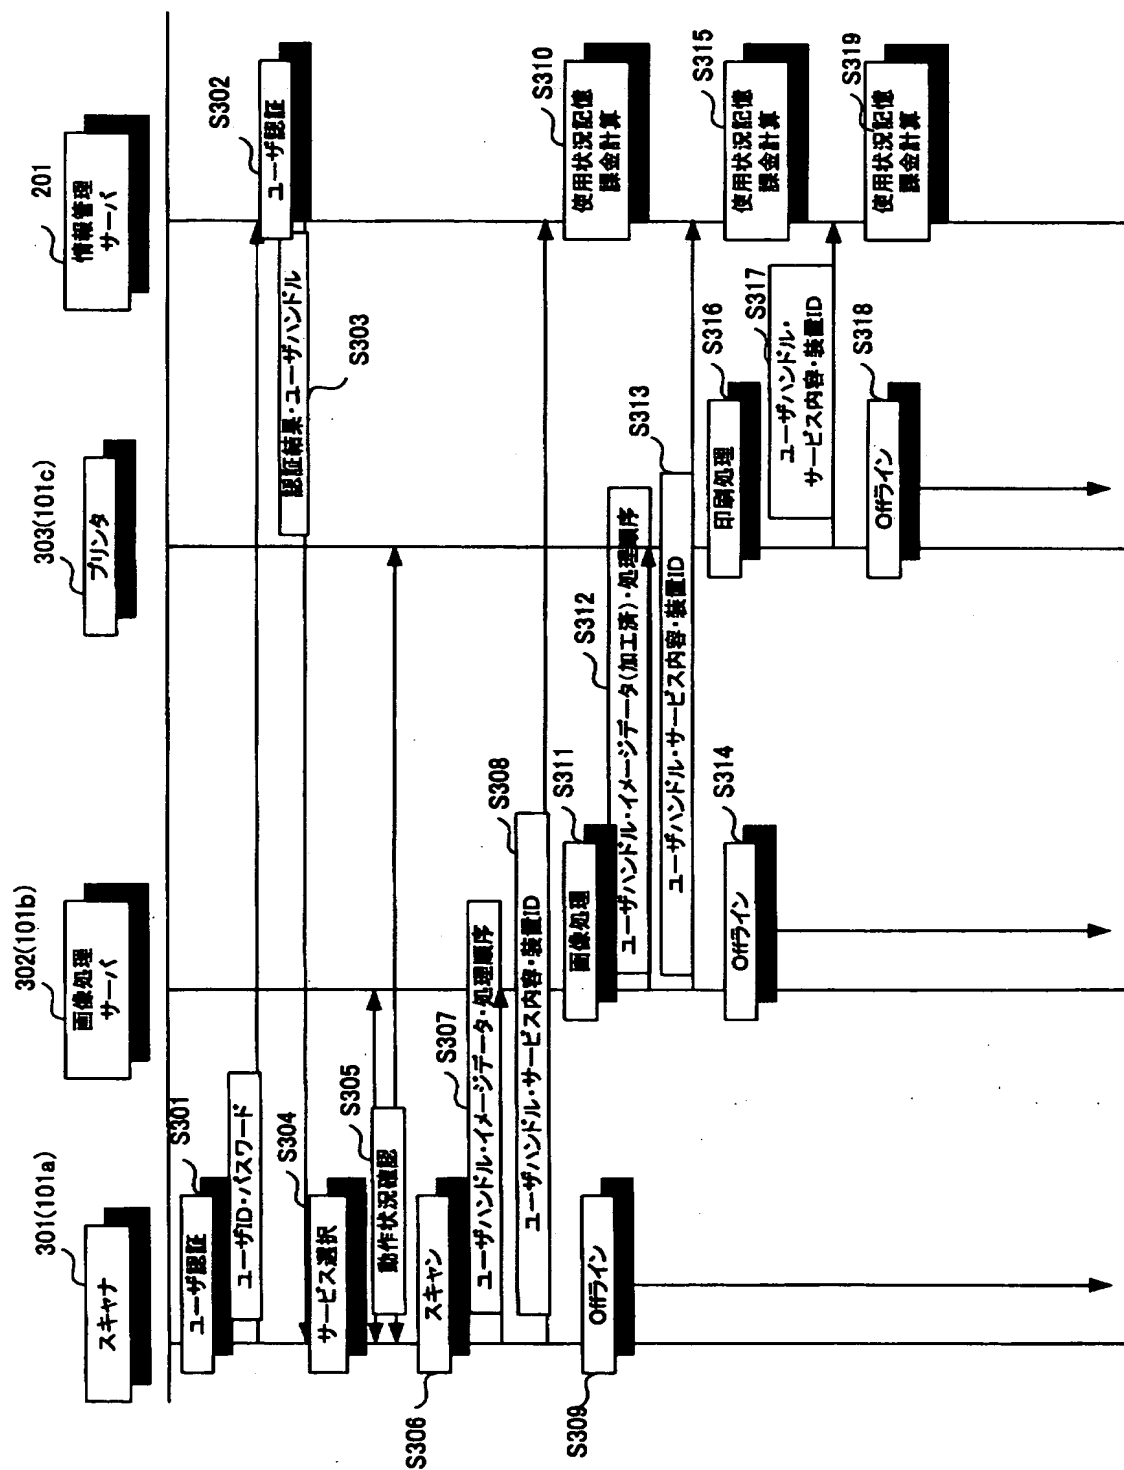 301(101a)
スキャナ
302(101b)
画像処理
サーバ
303(101c)
プリンタ
201
情報管理
サーバ
S301
ユーザ認証
ユーザID・パスワード
S302
ユーザ認証
認証結果・ユーザハンドル
S303
S304
サービス選択
S305
動作状況確認
S306
スキャン
S307
ユーザハンドル・イメージデータ・処理順序
S308
ユーザハンドル・サービス内容・装置ID
S309
Offライン
S310
使用状況記憶
課金計算
S311
画像処理
S312
ユーザハンドル・イメージデータ(加工済)・処理順序
S313
ユーザハンドル・サービス内容・装置ID
S314
Offライン
S315
使用状況記憶
課金計算
S316
印刷処理
S317
ユーザハンドル・
サービス内容・装置ID
S318
Offライン
S319
使用状況記憶
課金計算